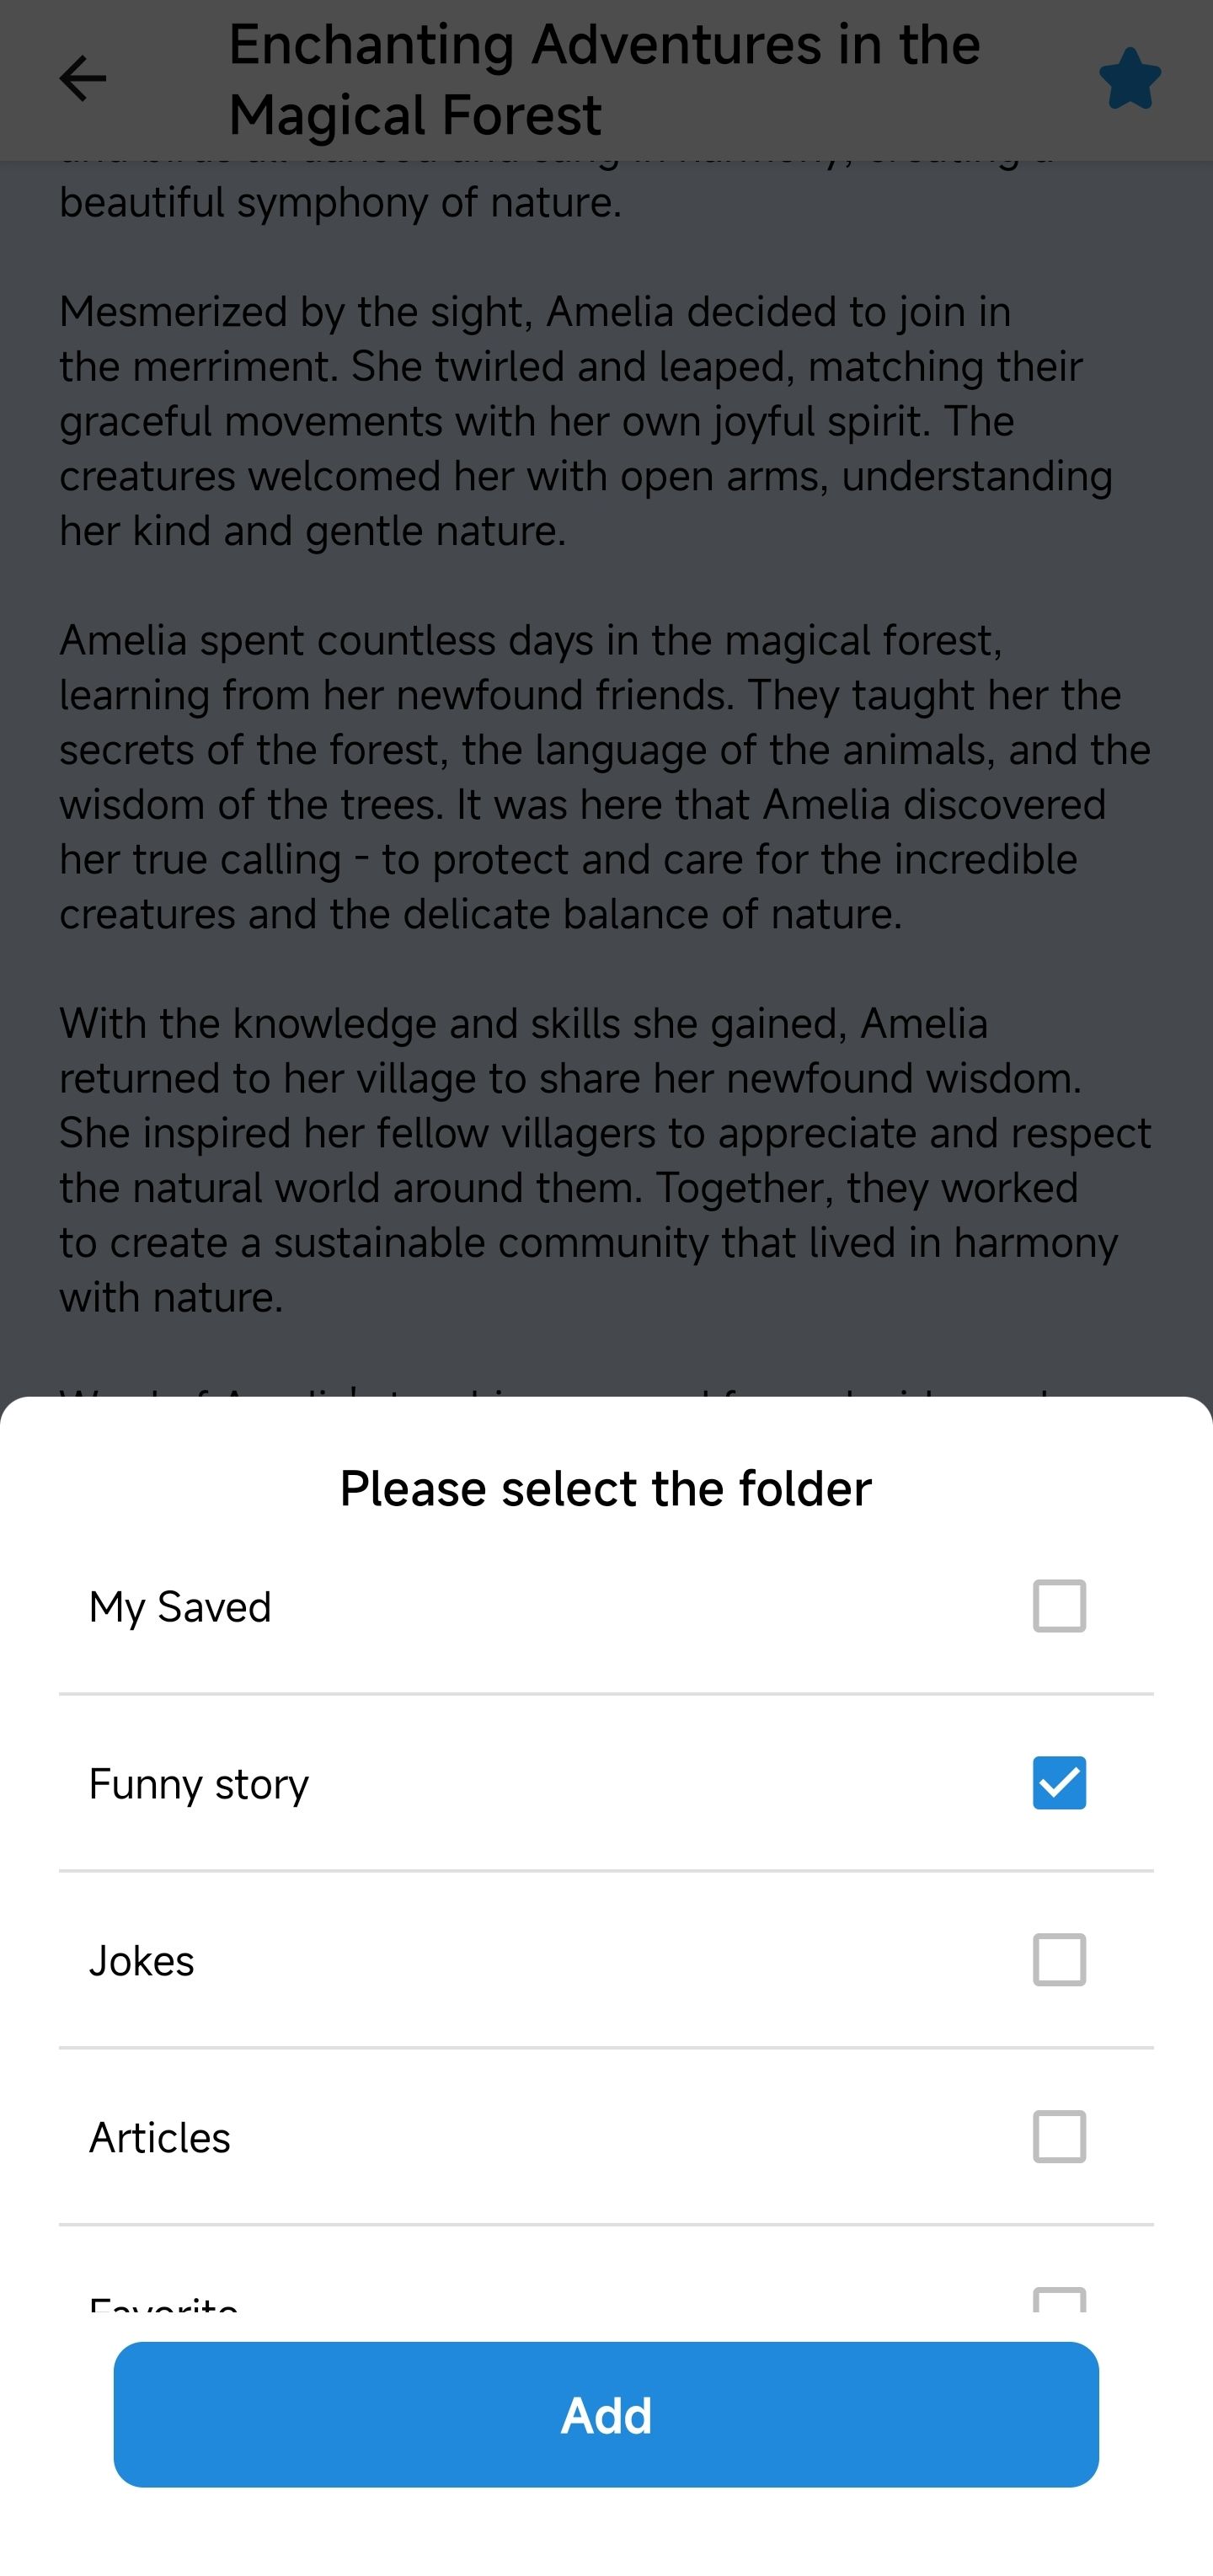 Enchanting Adventures in the
Magical Forest
beautiful symphony of nature.
Mesmerized by the sight, Amelia decided to join in
the merriment. She twirled and leaped, matching their
graceful movements with her own joyful spirit. The
creatures welcomed her with open arms, understanding
her kind and gentle nature.
Amelia spent countless days in the magical forest,
learning from her newfound friends. They taught her the
secrets of the forest, the language of the animals, and the
wisdom of the trees. It was here that Amelia discovered
her true calling - to protect and care for the incredible
creatures and the delicate balance of nature.
With the knowledge and skills she gained, Amelia
returned to her village to share her newfound wisdom.
She inspired her fellow villagers to appreciate and respect
the natural world around them. Together, they worked
to create a sustainable community that lived in harmony
with nature.
Please select the folder
My Saved
Funny story
Jokes
Articles
Favorite
Add